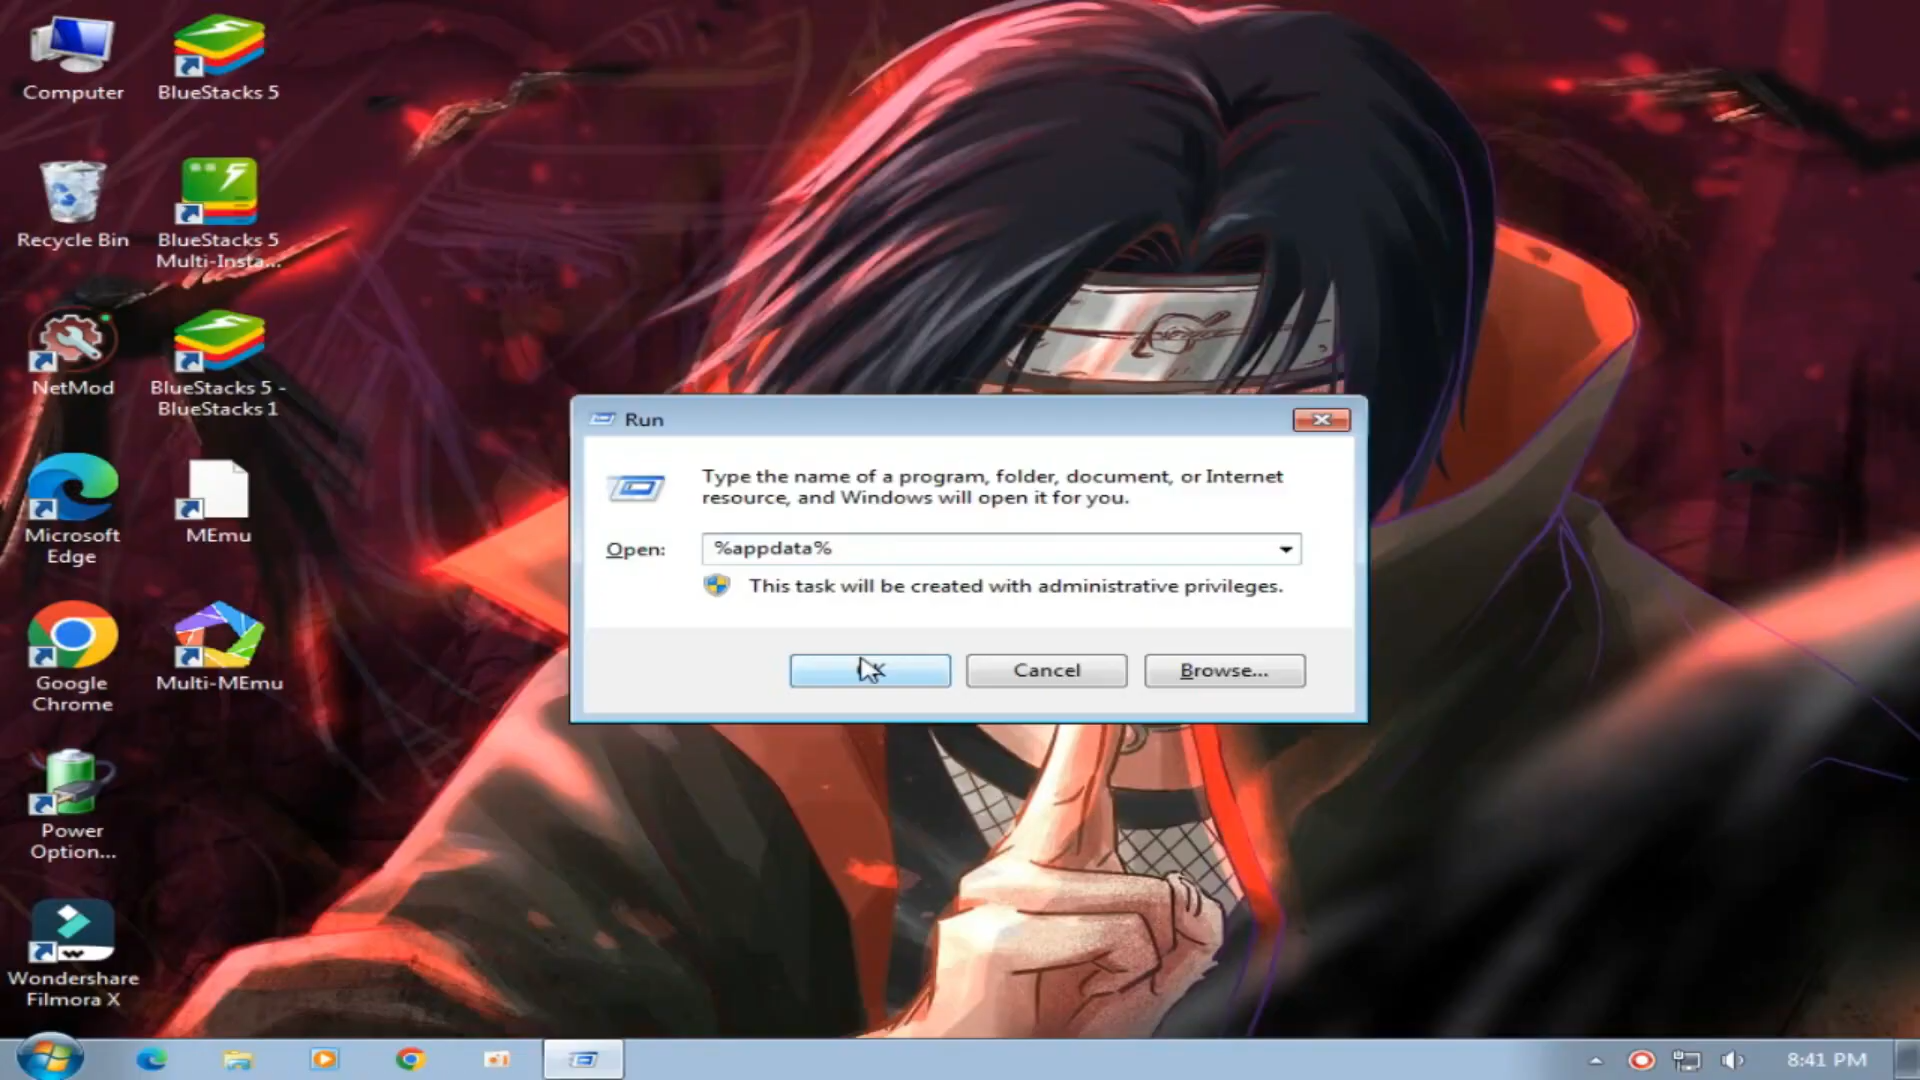 Computer
BlueStacks 5
Recycle Bin
BlueStacks 5
Multi-Insta...
NetMod
BlueStacks 5 -
BlueStacks 1
Microsoft
Edge
MEmu
Google
Chrome
Multi-MEmu
Power
Option...
Wondershare
Filmora X
Run
Type the name of a program, folder, document, or Internet
resource, and Windows will open it for you.
Open:
%appdata%
This task will be created with administrative privileges.
Cancel
Browse...
8:41 PM